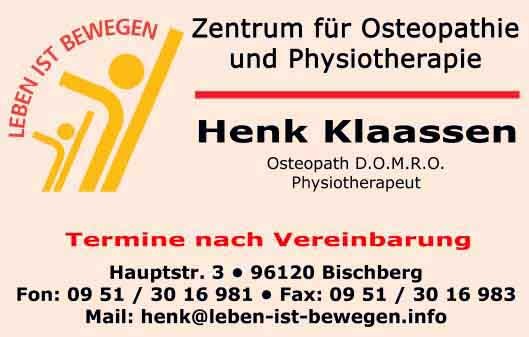 LEBEN IST BEWEGEN
Zentrum für Osteopathie
und Physiotherapie
Henk Klaassen
Osteopath D.O.M.R.O.
Physiotherapeut
Termine nach Vereinbarung
Hauptstr. 3 • 96120 Bischberg
Fon: 09 51 / 30 16 981 • Fax: 09 51 / 30 16 983
Mail: henk@leben-ist-bewegen.info